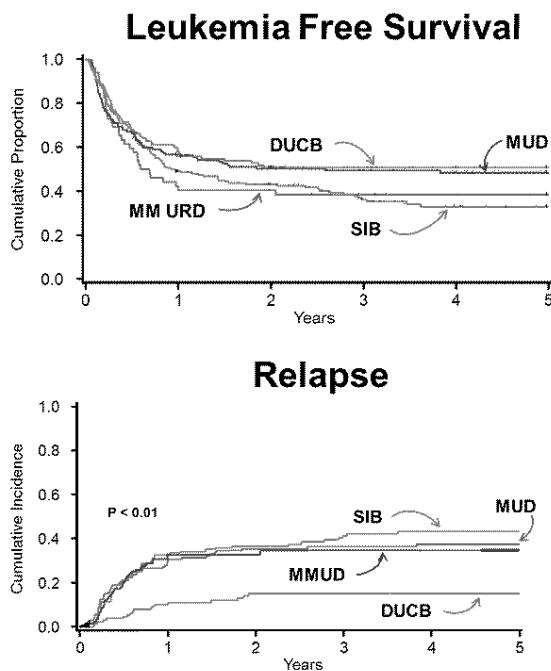 Leukemia Free Survival
Cumulative Proportion
1.0
0.8
0.6
0.4
0.2
0.0
DUCB
MUD
MM URD
SIB
0 1 2 3 4 5
Years
Relapse
Cumulative Incidence
1.0
0.8
0.6
0.4
0.2
0.0
P < 0.01
SIB
MUD
MMUD
DUCB
0 1 2 3 4 5
Years